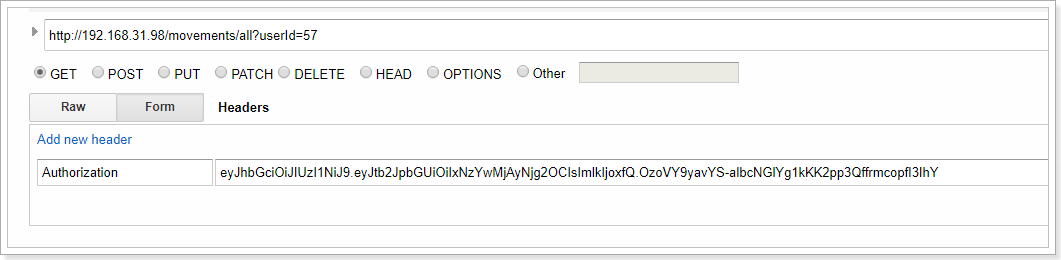 http://192.168.31.98/movements/all?userId=57
GET POST PUT PATCH DELETE HEAD OPTIONS Other
Raw Form Headers
Add new header
Authorization eyJhbGciOiJIUzI1NiJ9.eyJtb2JpbGUiOiIxNzYwMjAyNjg2OCIsImlkIjoxfQ.OzoVY9yavYS-albcNGlYg1kKK2pp3Qffrmcopfl3IhY